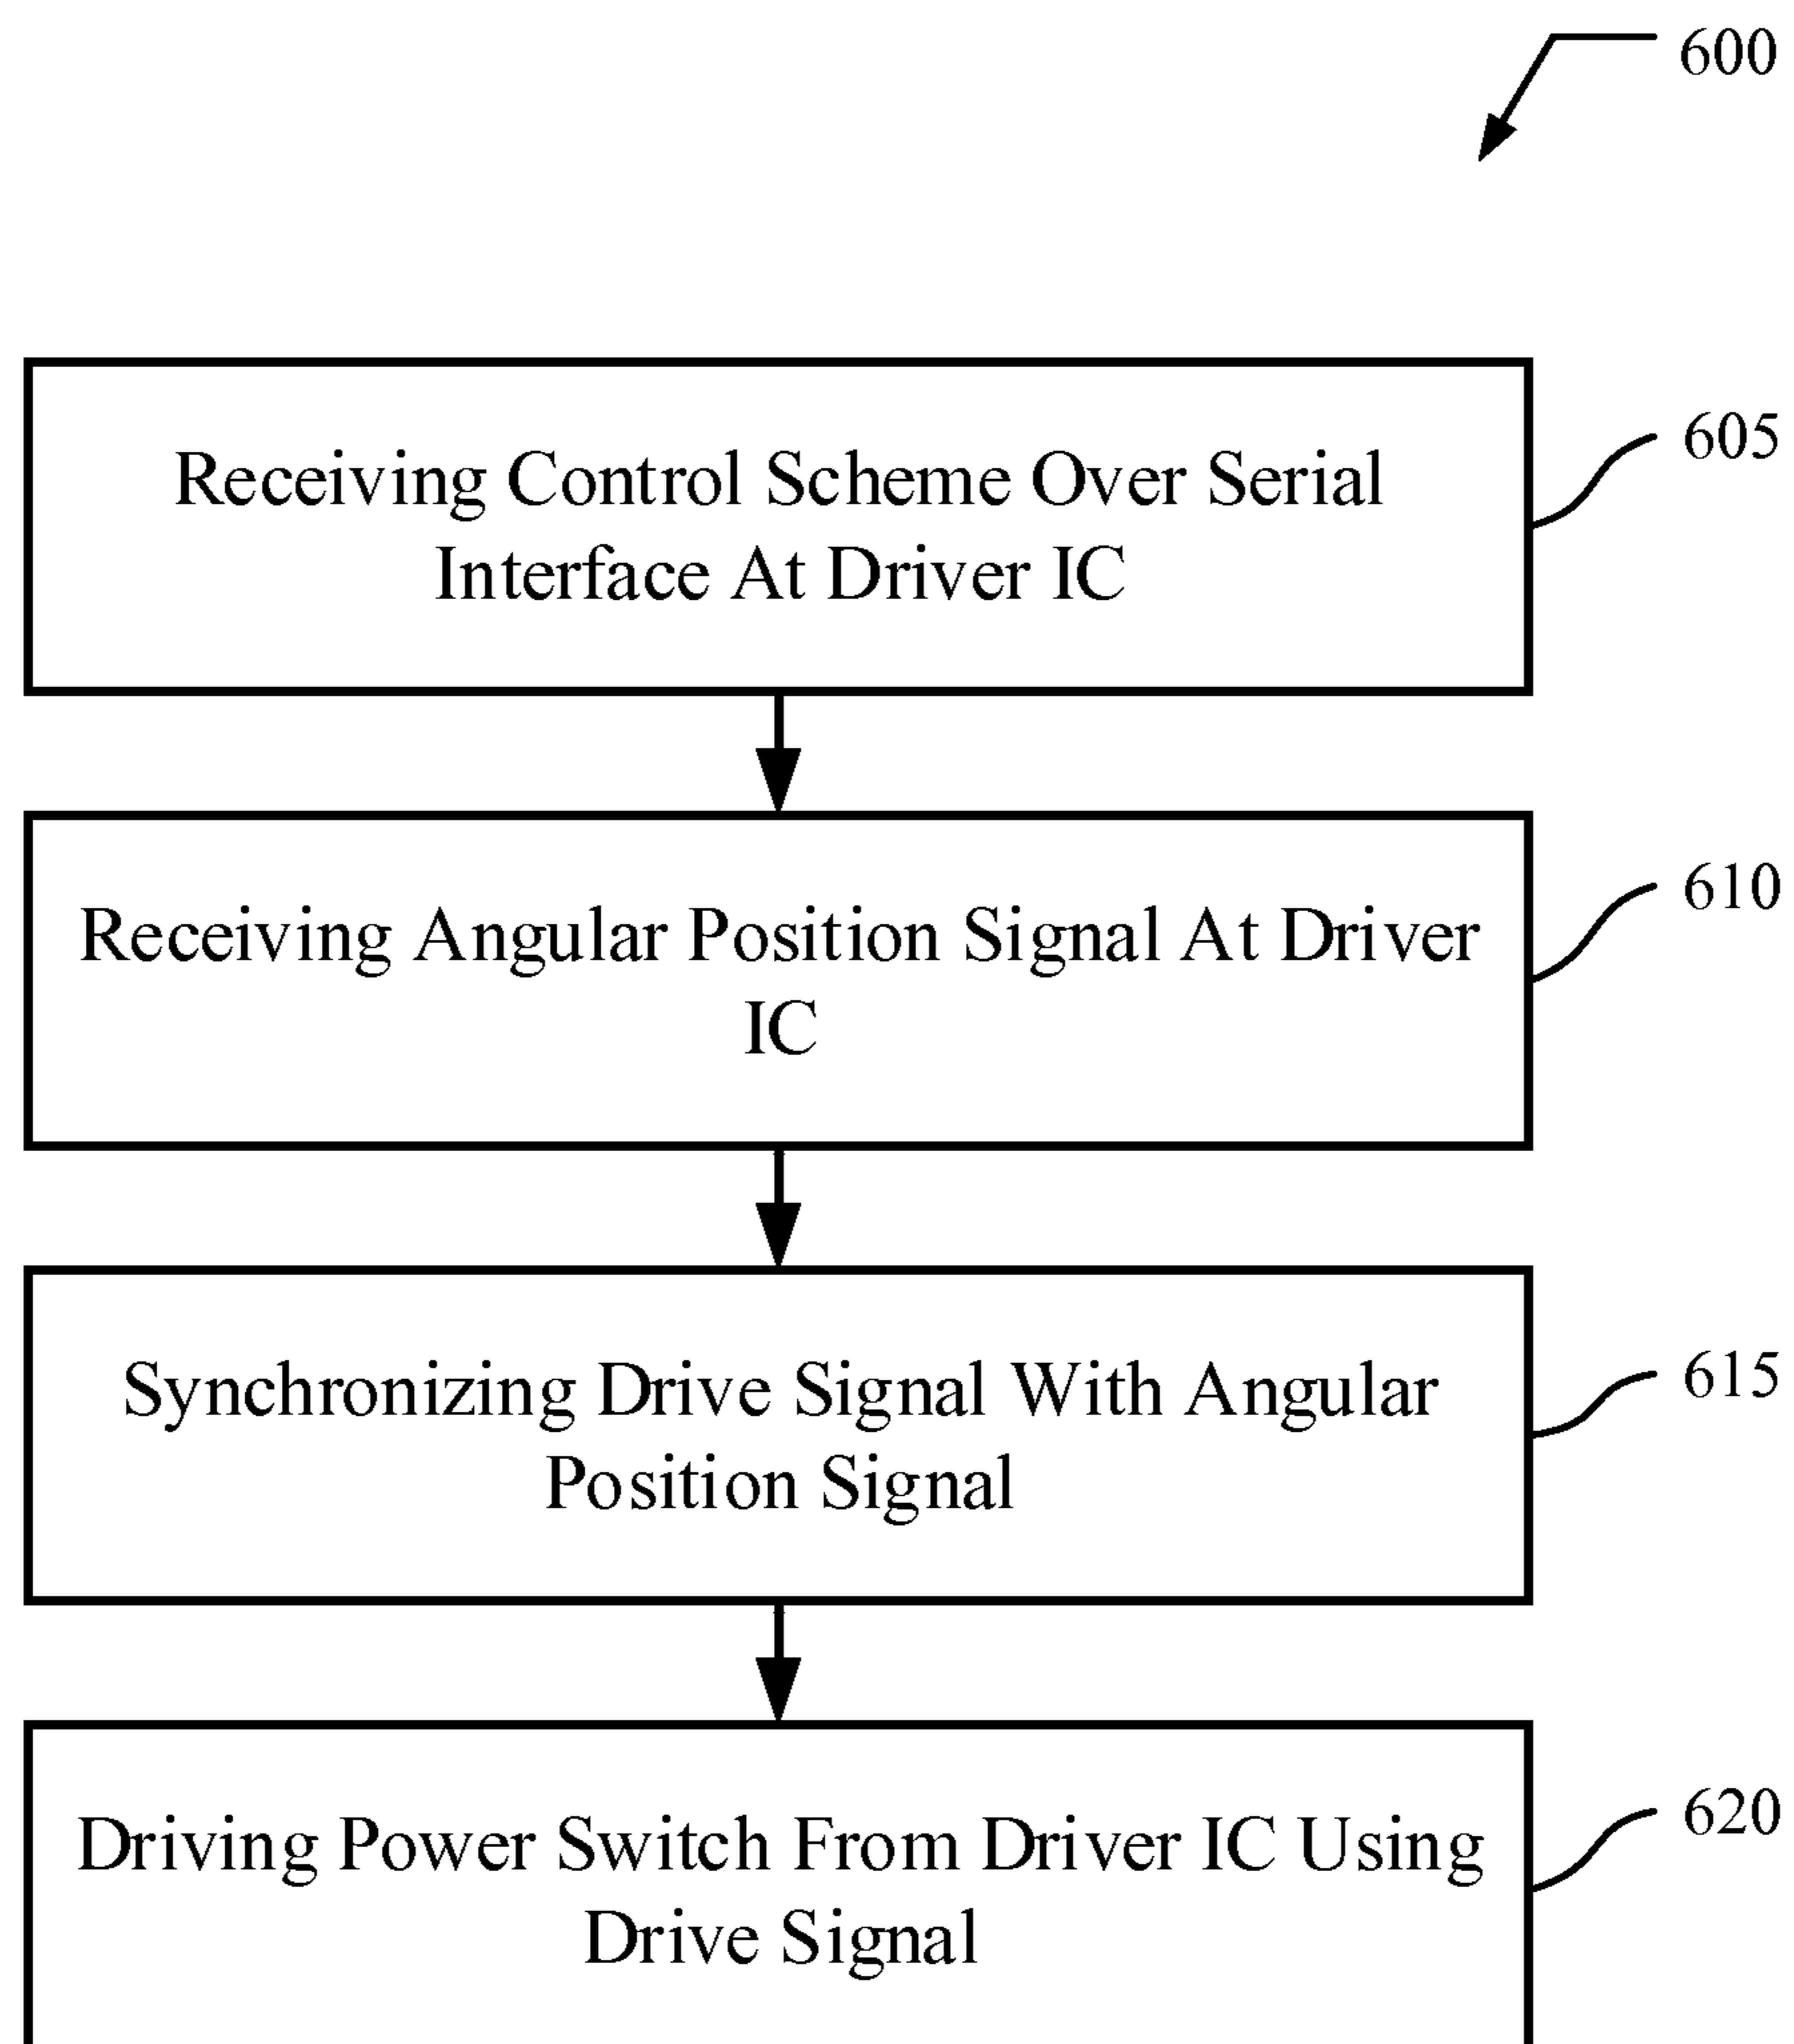 600
Receiving Control Scheme Over Serial
Interface At Driver IC
605
Receiving Angular Position Signal At Driver
IC
610
Synchronizing Drive Signal With Angular
Position Signal
615
Driving Power Switch From Driver IC Using
Drive Signal
620